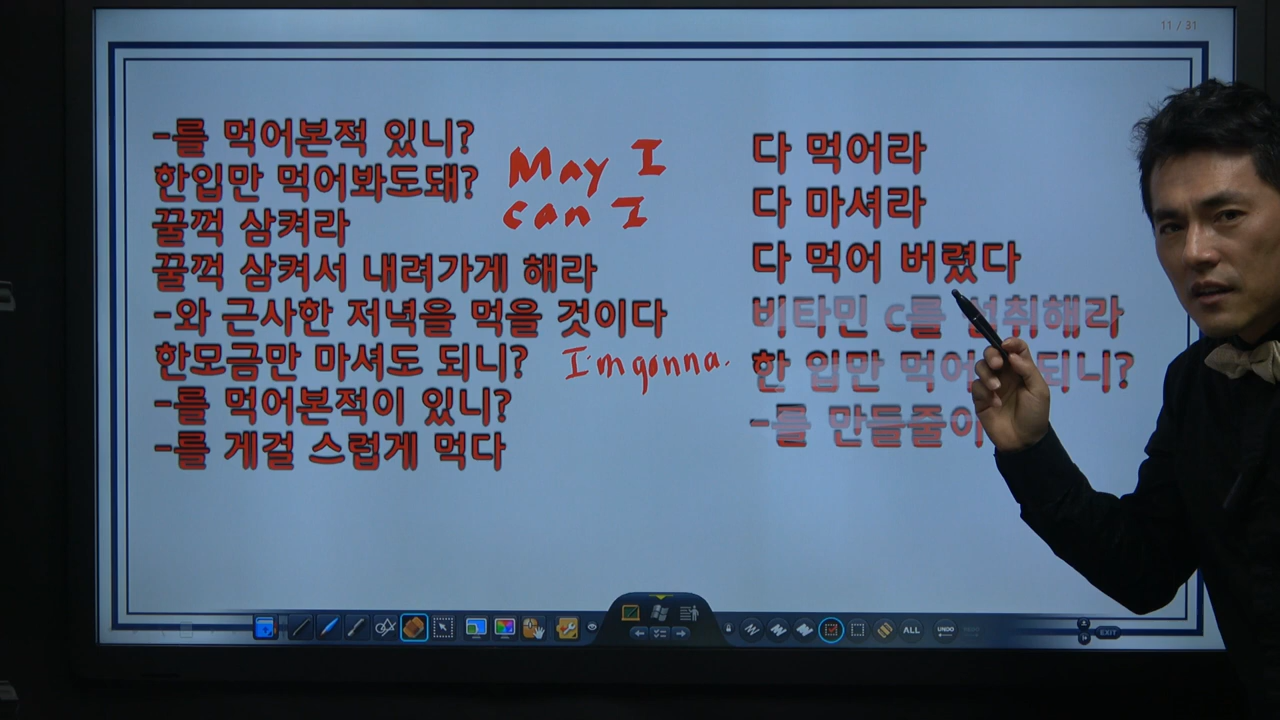 11 / 31
-를 먹어본적 있니?
한입만 먹어봐도돼?
꿀꺽 삼켜라
꿀꺽 삼켜서 내려가게 해라
-와 근사한 저녁을 먹을 것이다
한모금만 마셔도 되니?
-를 먹어본적이 있니?
-를 게걸 스럽게 먹다
May I
can I
I'm gonna.
다 먹어라
다 마셔라
다 먹어 버렸다
비타민 C를 섭취해라
한 입만 먹어 되니?
-를 만들줄이
ALL
UNDO
EXIT